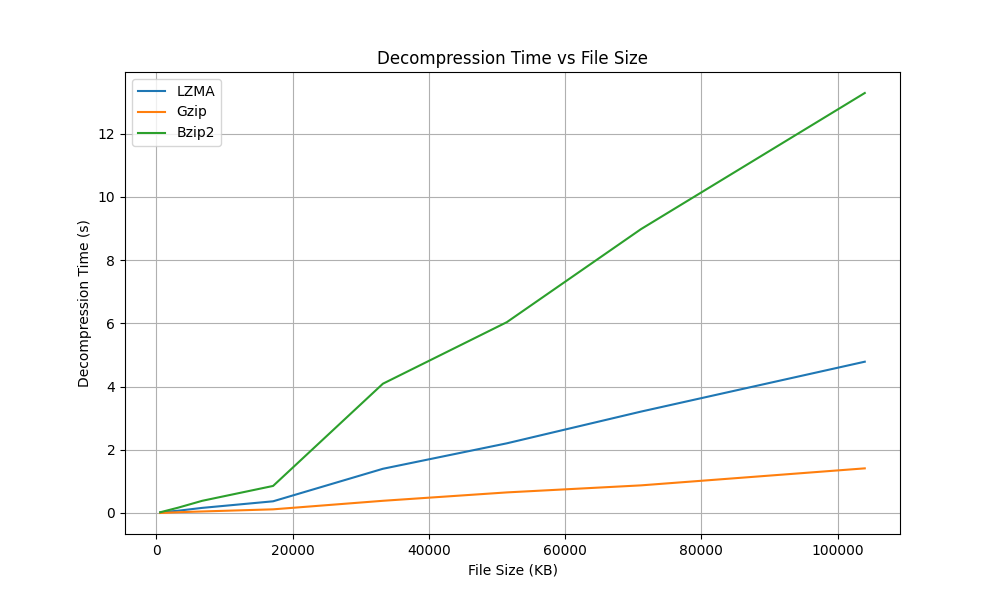 Decompression Time vs File Size
LZMA
Gzip
Bzip2
12
10
8
6
4
2
0
Decompression Time (s)
0 20000 40000 60000 80000 100000
File Size (KB)